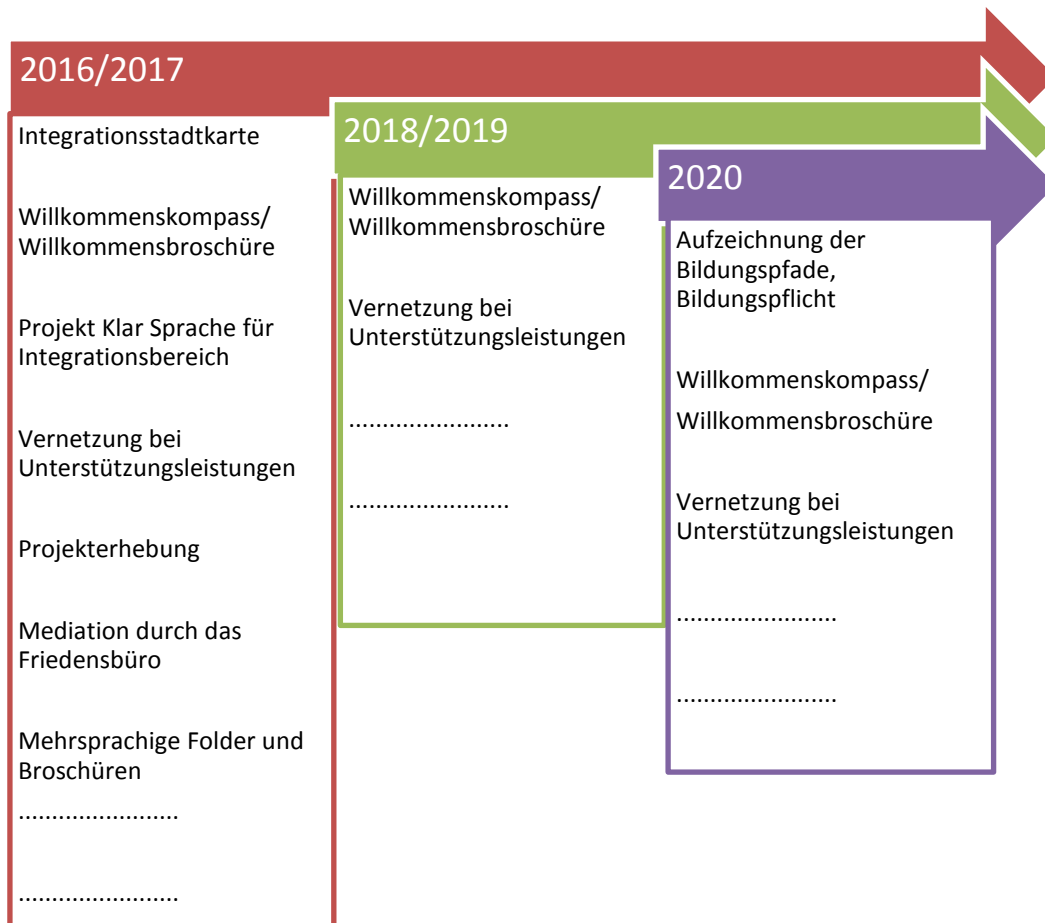 2016/2017
Integrationsstadtkarte
Willkommenskompass/
Willkommensbroschüre
Projekt Klar Sprache für
Integrationsbereich
Vernetzung bei
Unterstützungsleistungen
Projekterhebung
Mediation durch das
Friedensbüro
Mehrsprachige Folder und
Broschüren
........................
........................
2018/2019
Willkommenskompass/
Willkommensbroschüre
Vernetzung bei
Unterstützungsleistungen
........................
........................
2020
Aufzeichnung der
Bildungspfade,
Bildungspflicht
Willkommenskompass/
Willkommensbroschüre
Vernetzung bei
Unterstützungsleistungen
........................
........................